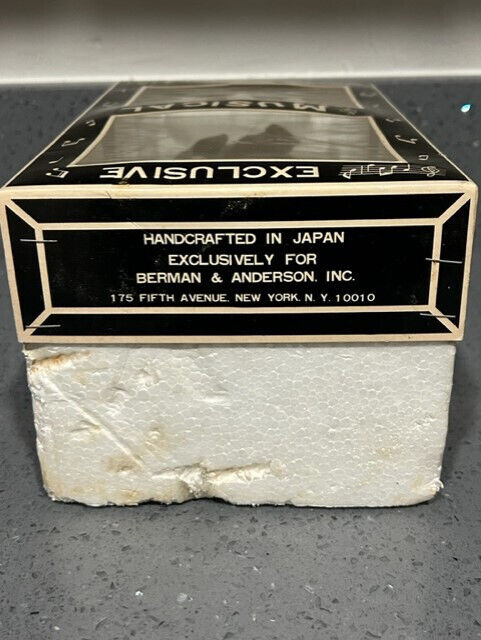 MUSICAL
EXCLUSIVE
HANDCRAFTED IN JAPAN
EXCLUSIVELY FOR
BERMAN & ANDERSON, INC.
175 FIFTH AVENUE, NEW YORK, N. Y. 10010